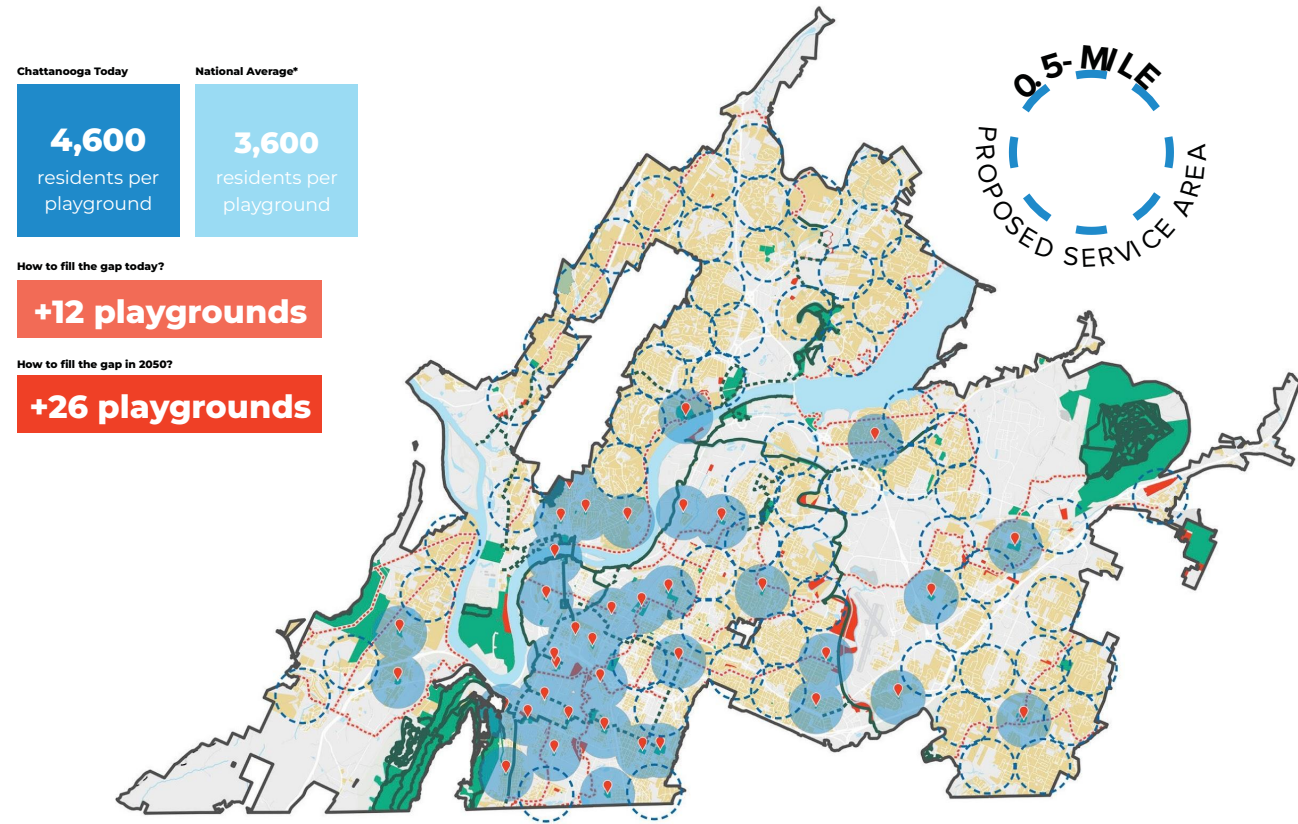 Chattanooga Today
4,600
residents per
playground
National Average*
3,600
residents per
playground
How to fill the gap today?
+12 playgrounds
How to fill the gap in 2050?
+26 playgrounds
0.5-MILE
PROPOSED SERVICE AREA